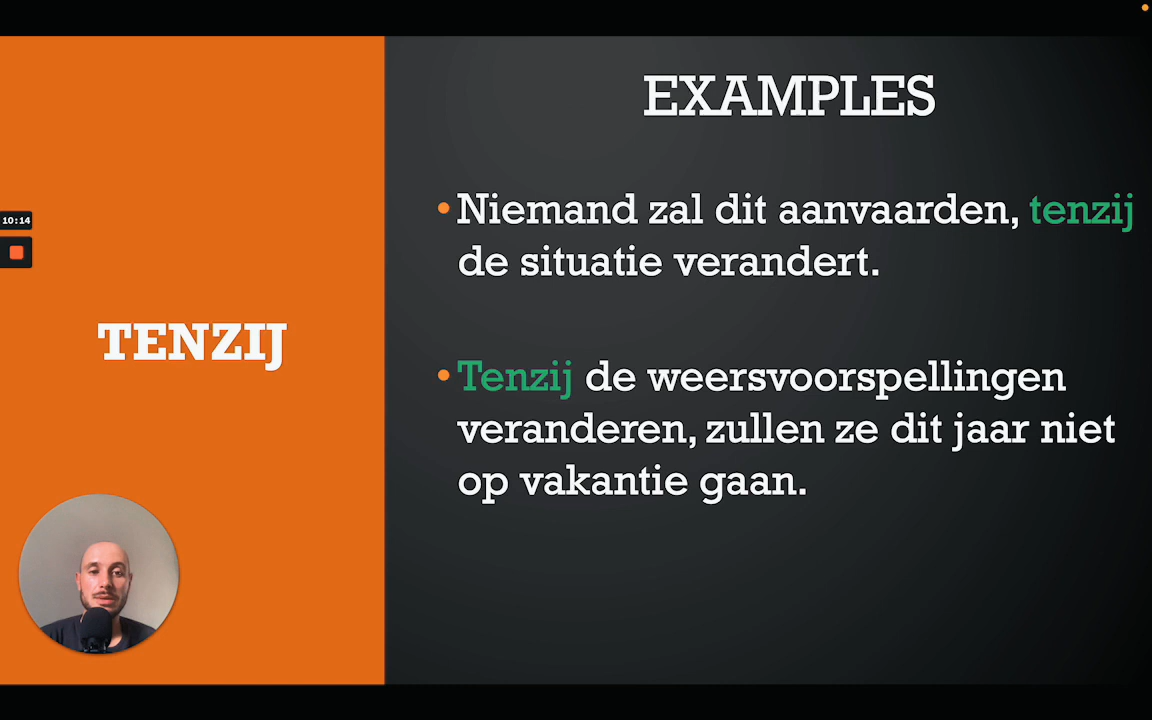 EXAMPLES
• Niemand zal dit aanvaarden, tenzij
de situatie verandert.
10:14
TENZIJ
• Tenzij de weersvoorspellingen
veranderen, zullen ze dit jaar niet
op vakantie gaan.